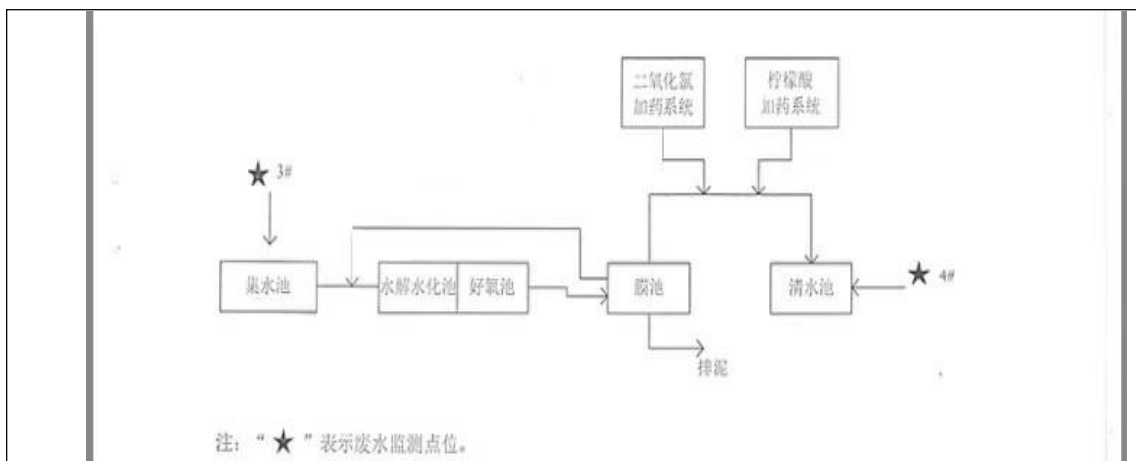 二氧化氯
加药系统
柠檬酸
加药系统
★ 3#
集水池
水解水化池
好氧池
膜池
清水池
★ 4#
排泥
注：“★”表示废水监测点位。